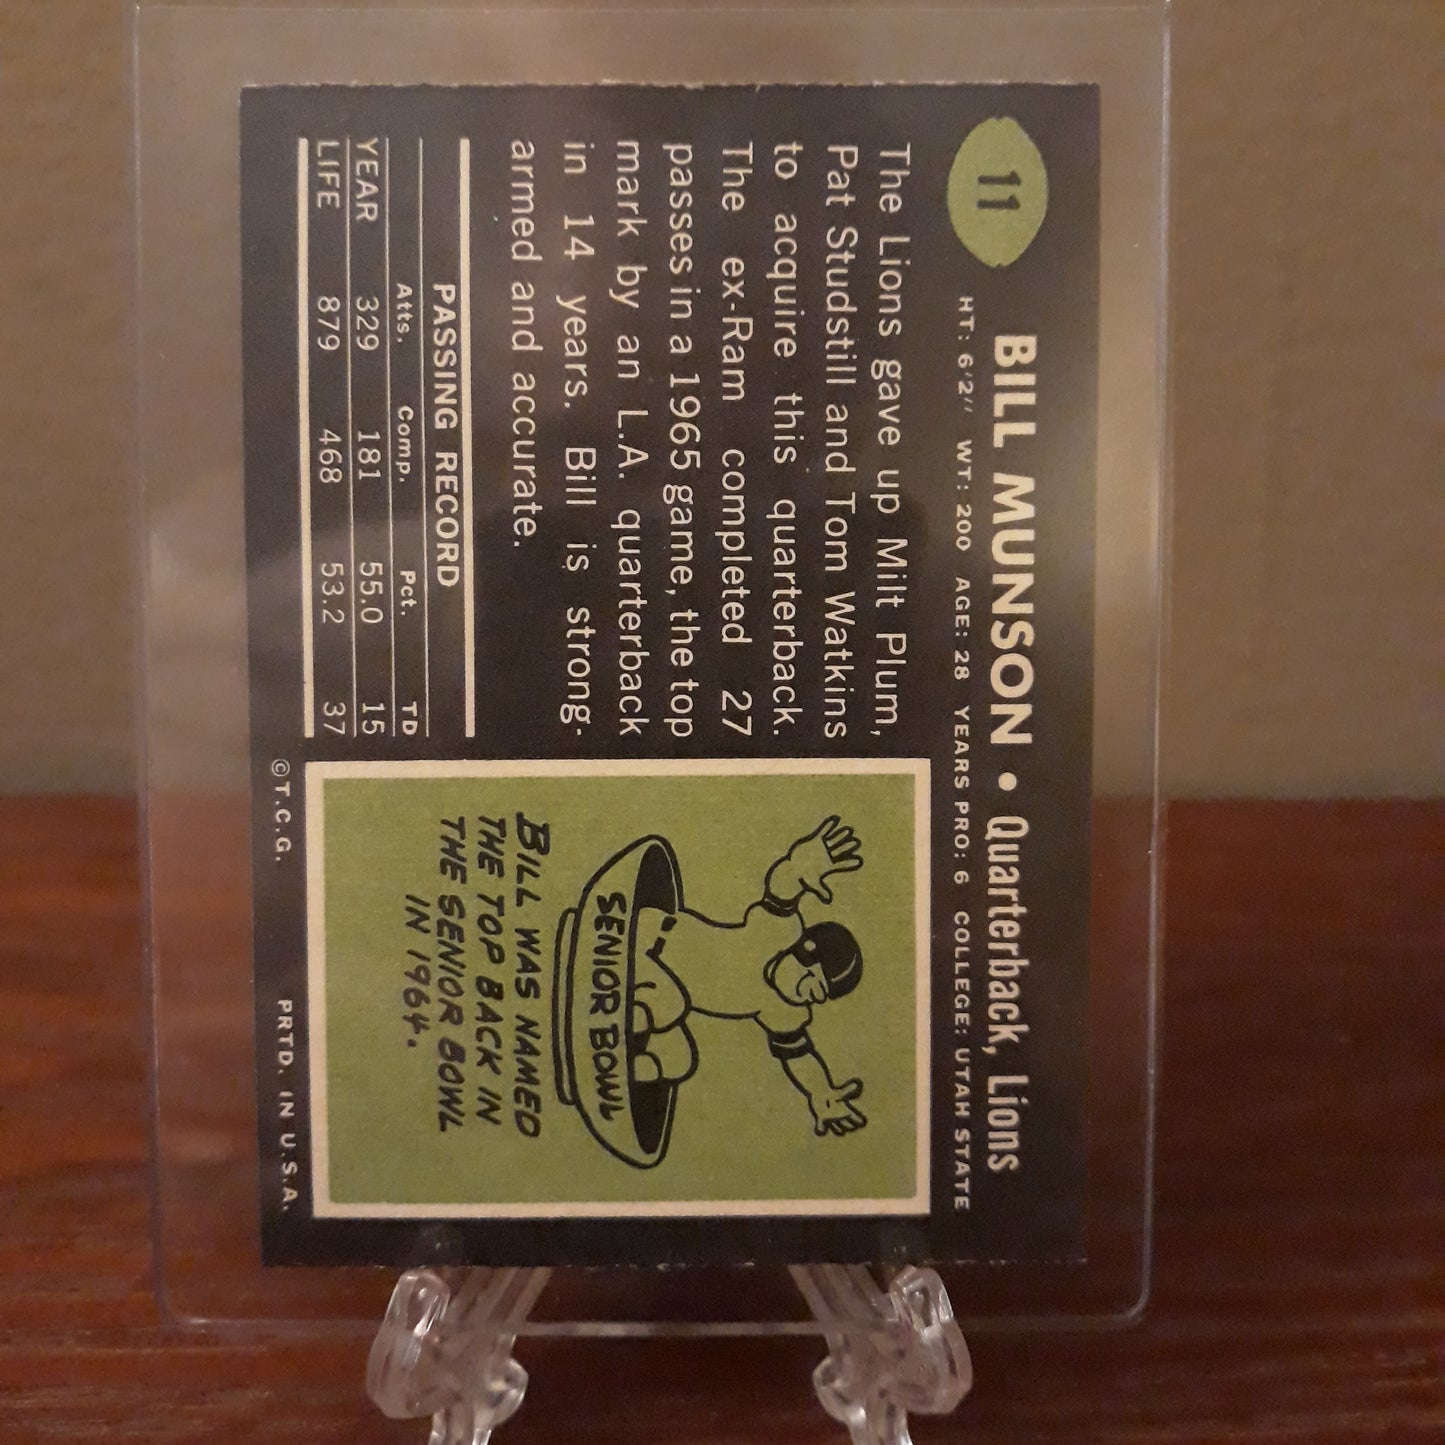 11
BILL MUNSON • Quarterback, Lions
HT: 6'2" WT: 200 AGE: 28 YEARS PRO: 6 COLLEGE: UTAH STATE
The Lions gave up Milt Plum,
Pat Studstill and Tom Watkins
to acquire this quarterback.
The ex-Ram completed 27
passes in a 1965 game, the top
mark by an L.A. quarterback
in 14 years. Bill is strong-
armed and accurate.
PASSING RECORD
Atts. Comp. Pct. TD
YEAR 329 181 55.0 15
LIFE 879 468 53.2 37
SENIOR BOWL
BILL WAS NAMED
THE TOP BACK IN
THE SENIOR BOWL
IN 1964.
©T.C.G. PRTD. IN U.S.A.